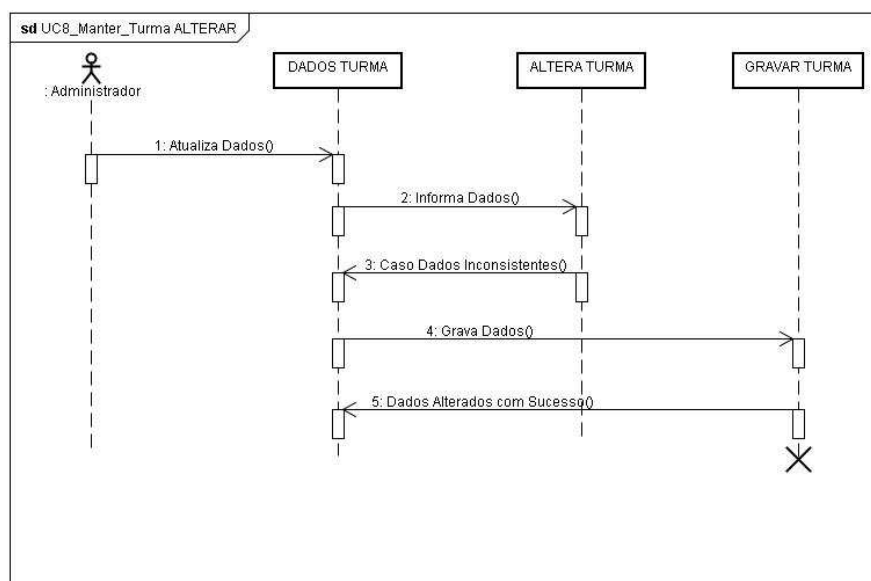 sd UC8_Manter_Turma ALTERAR
: Administrador
DADOS TURMA
ALTERA TURMA
GRAVAR TURMA
1: Atualiza Dados()
2: Informa Dados()
3: Caso Dados Inconsistentes()
4: Grava Dados()
5: Dados Alterados com Sucesso()